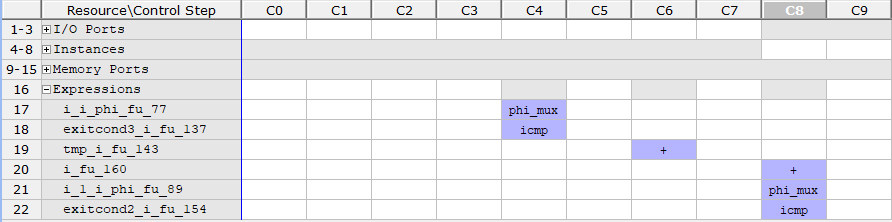 Resource\Control Step C0 C1 C2 C3 C4 C5 C6 C7 C8 C9
1-3 I/O Ports
4-8 Instances
9-15 Memory Ports
16 Expressions
17 i_i_phi_fu_77 phi_mux
18 exitcond3_i_fu_137 icmp
19 tmp_i_fu_143 +
20 i_fu_160 +
21 i_1_i_phi_fu_89 phi_mux
22 exitcond2_i_fu_154 icmp